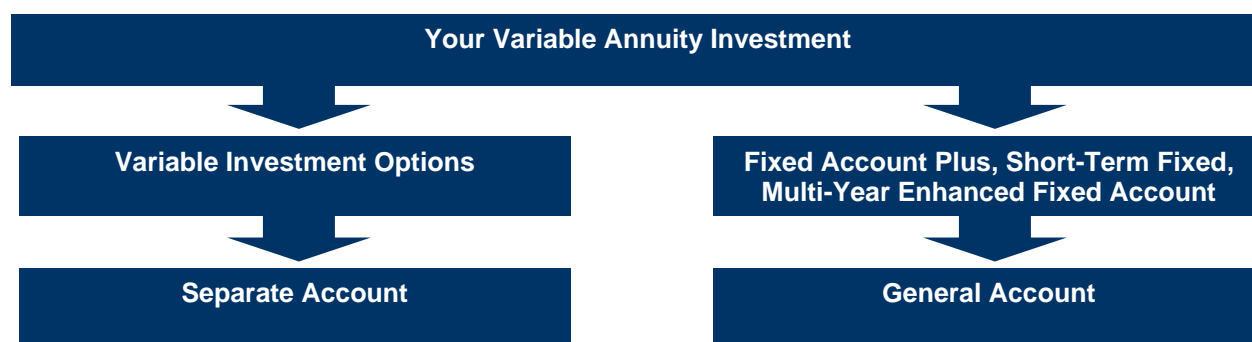 Your Variable Annuity Investment
Variable Investment Options
Fixed Account Plus, Short-Term Fixed,
Multi-Year Enhanced Fixed Account
Separate Account
General Account